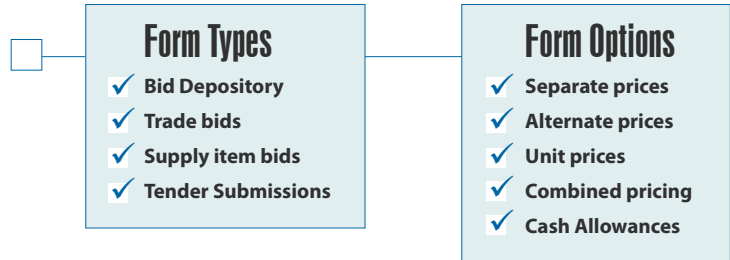 Form Types
Bid Depository
Trade bids
Supply item bids
Tender Submissions
Form Options
Separate prices
Alternate prices
Unit prices
Combined pricing
Cash Allowances